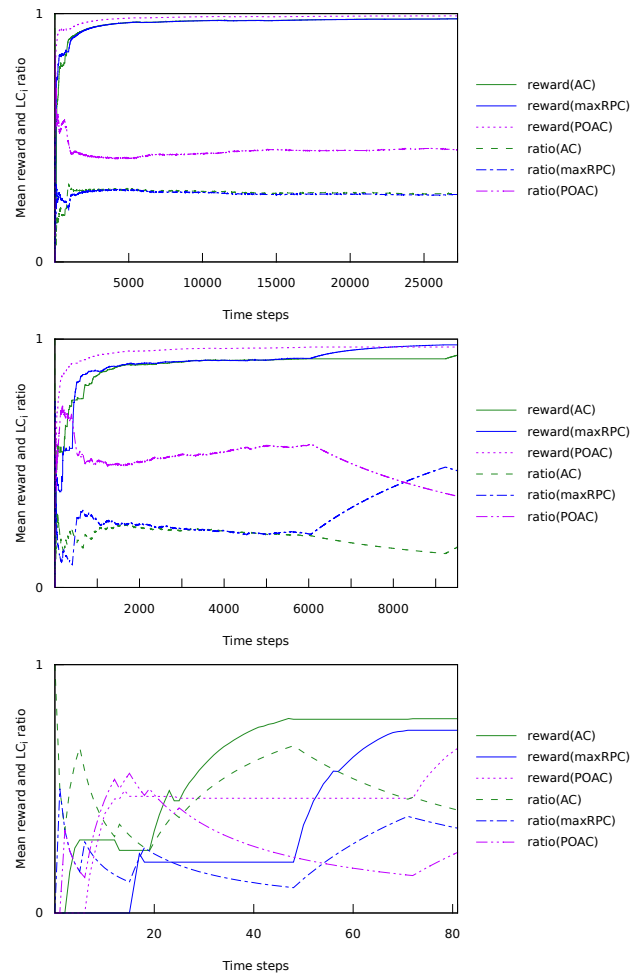 1
Mean reward and LCi ratio
0
5000 10000 15000 20000 25000
Time steps
reward(AC)
reward(maxRPC)
reward(POAC)
ratio(AC)
ratio(maxRPC)
ratio(POAC)
1
Mean reward and LCi ratio
0
2000 4000 6000 8000
Time steps
reward(AC)
reward(maxRPC)
reward(POAC)
ratio(AC)
ratio(maxRPC)
ratio(POAC)
1
Mean reward and LCi ratio
0
20 40 60 80
Time steps
reward(AC)
reward(maxRPC)
reward(POAC)
ratio(AC)
ratio(maxRPC)
ratio(POAC)